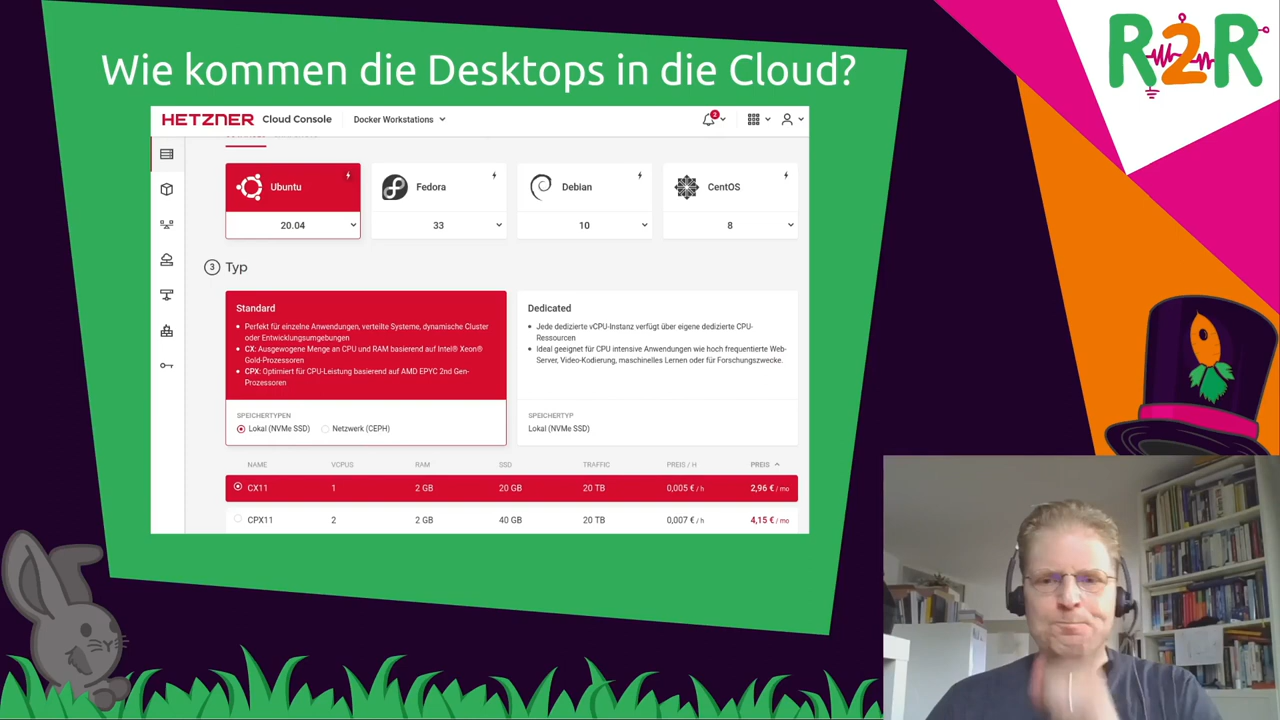 Wie kommen die Desktops in die Cloud?
R2R
HETZNER Cloud Console Docker Workstations
2
Ubuntu Fedora Debian CentOS
20.04 33 10 8
3 Typ
Standard
Perfekt für einzelne Anwendungen, verteilte Systeme, dynamische Cluster
oder Entwicklungsumgebungen
CX: Ausgewogene Menge an CPU und RAM basierend auf Intel® Xeon®
Gold-Prozessoren
CPX: Optimiert für CPU-Leistung basierend auf AMD EPYC 2nd Gen-
Prozessoren
SPEICHERTYPEN
Lokal (NVMe SSD) Netzwerk (CEPH)
Dedicated
Jede dedizierte vCPU-Instanz verfügt über eigene dedizierte CPU-
Ressourcen
Ideal geeignet für CPU intensive Anwendungen wie hoch frequentierte Web-
Server, Video-Kodierung, maschinelles Lernen oder für Forschungszwecke.
SPEICHERTYP
Lokal (NVMe SSD)
NAME VCPUS RAM SSD TRAFFIC PREIS / H PREIS
CX11 1 2 GB 20 GB 20 TB 0,005 € / h 2,96 € / mo
CPX11 2 2 GB 40 GB 20 TB 0,007 € / h 4,15 € / mo